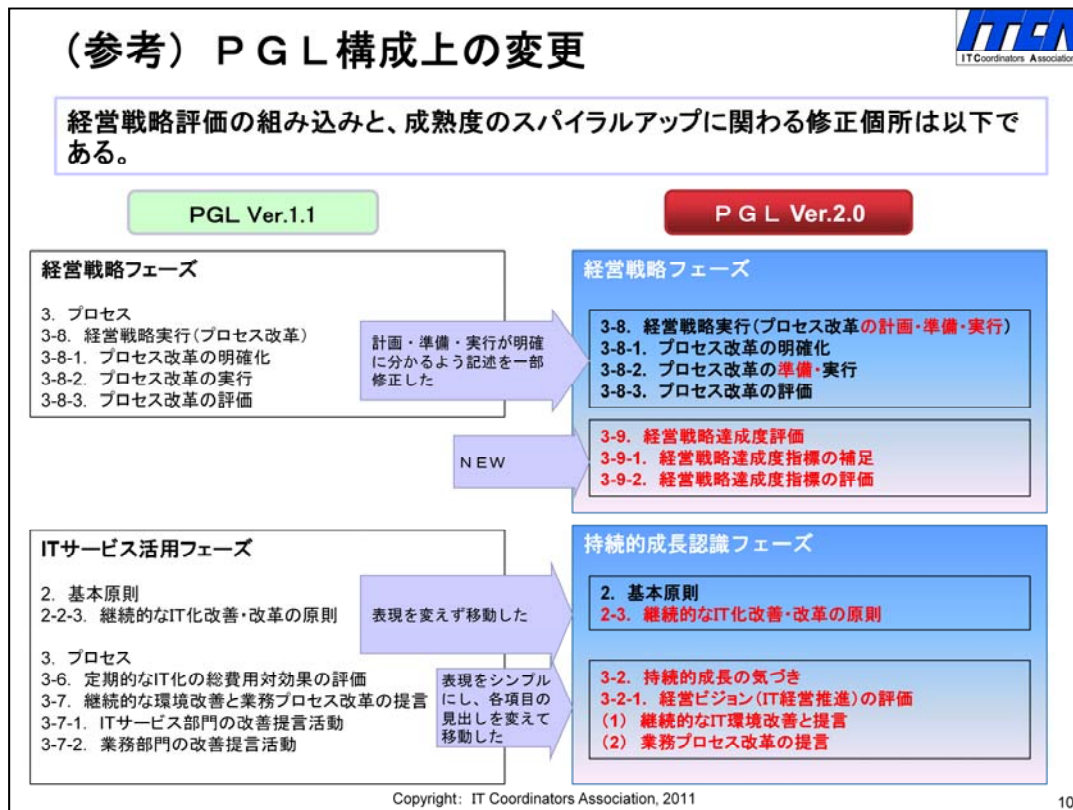 (参考) PGL構成上の変更
ITCA
IT Coordinators Association
経営戦略評価の組み込みと、成熟度のスパイラルアップに関わる修正個所は以下で
ある。
PGL Ver.1.1
PGL Ver.2.0
経営戦略フェーズ
3. プロセス
3-8. 経営戦略実行(プロセス改革)
3-8-1. プロセス改革の明確化
3-8-2. プロセス改革の実行
3-8-3. プロセス改革の評価
計画・準備・実行が明確
に分かるよう記述を一部
修正した
経営戦略フェーズ
3-8. 経営戦略実行(プロセス改革の計画・準備・実行)
3-8-1. プロセス改革の明確化
3-8-2. プロセス改革の準備・実行
3-8-3. プロセス改革の評価
NEW
3-9. 経営戦略達成度評価
3-9-1. 経営戦略達成度指標の補足
3-9-2. 経営戦略達成度指標の評価
ITサービス活用フェーズ
2. 基本原則
2-2-3. 継続的なIT化改善・改革の原則
3. プロセス
3-6. 定期的なIT化の総費用対効果の評価
3-7. 継続的な環境改善と業務プロセス改革の提言
3-7-1. ITサービス部門の改善提言活動
3-7-2. 業務部門の改善提言活動
表現を変えず移動した
表現をシンプル
にし、各項目の
見出しを変えて
移動した
持続的成長認識フェーズ
2. 基本原則
2-3. 継続的なIT化改善・改革の原則
3-2. 持続的成長の気づき
3-2-1. 経営ビジョン(IT経営推進)の評価
(1) 継続的なIT環境改善と提言
(2) 業務プロセス改革の提言
Copyright: IT Coordinators Association, 2011
10